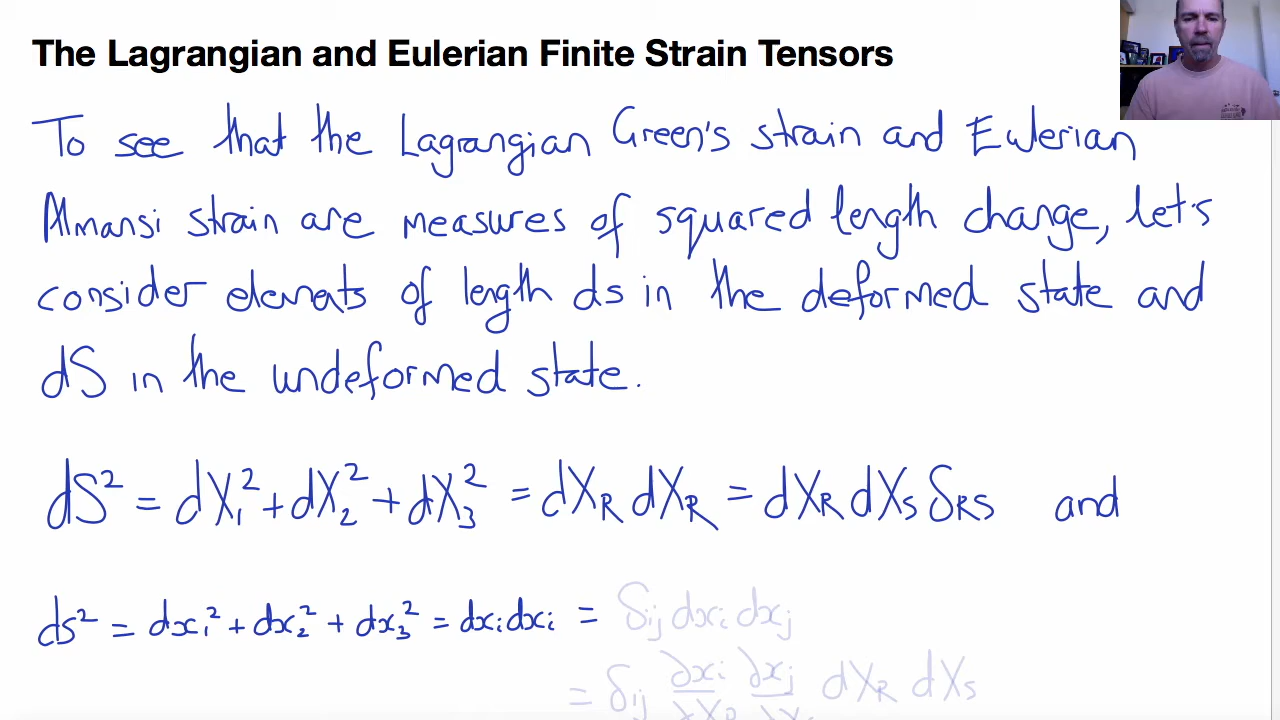 The Lagrangian and Eulerian Finite Strain Tensors
To see that the Lagrangian Green's strain and Eulerian
Almansi strain are measures of squared length change, let's
consider elements of length ds in the deformed state and
dS in the undeformed state.
dS² = dX₁² + dX₂² + dX₃² = dX_R dX_R = dX_R dX_S δ_RS and
ds² = dx₁² + dx₂² + dx₃² = dx_i dx_i = δ_ij dx_i dx_j
= δ_ij ∂x_i/∂X_R ∂x_j/∂X dX_R dX_S